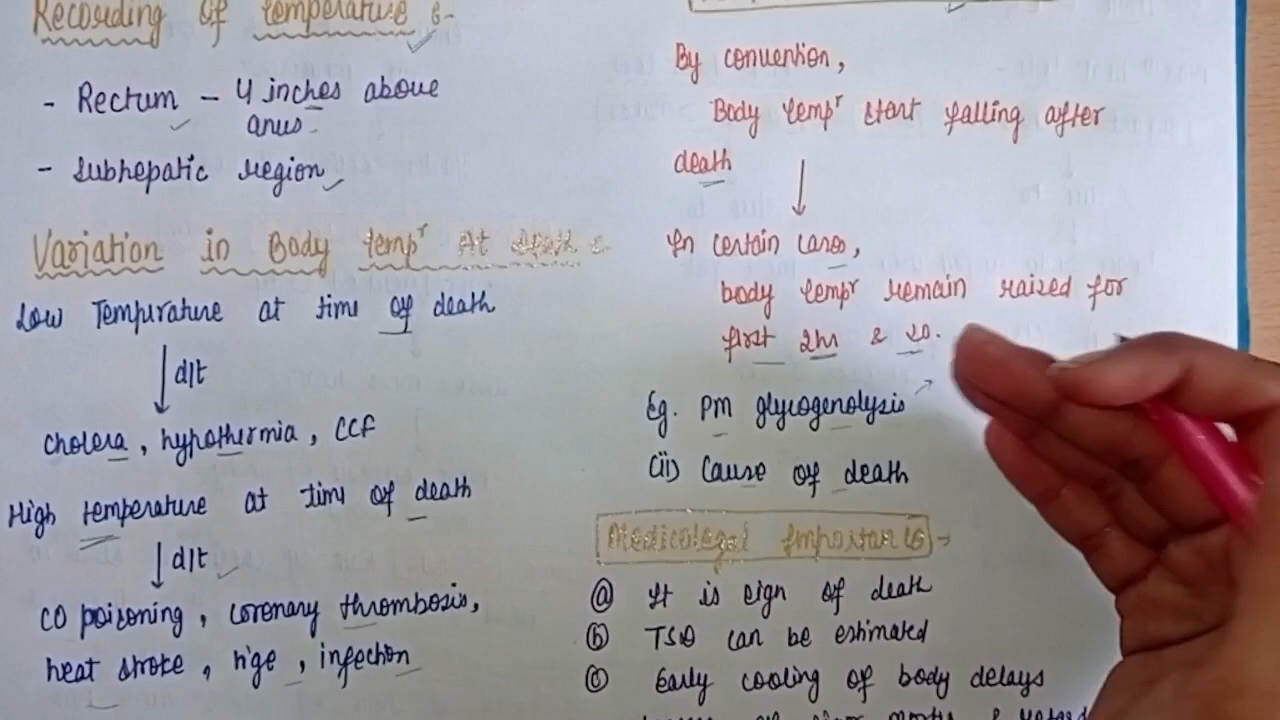 Recording of temperature :-
- Rectum - 4 inches above
anus.
- Subhepatic region
Variation in Body tempr At death :-
Low Temprature at time of death
↓ d/t
cholera, hypothermia, CCF
High temperature at time of death
↓ d/t
CO poisoning, coronary thrombosis,
heat stroke, h'ge, infection
By convention,
Body tempr start falling after
death
↓
In certain cases,
body tempr remain raised for
first 2hr & so.
Eg. PM glycogenolysis
(ii) Cause of death
Medicolegal Importance :-
(a) It is sign of death
(b) TSD can be estimated
(c) Early cooling of body delays